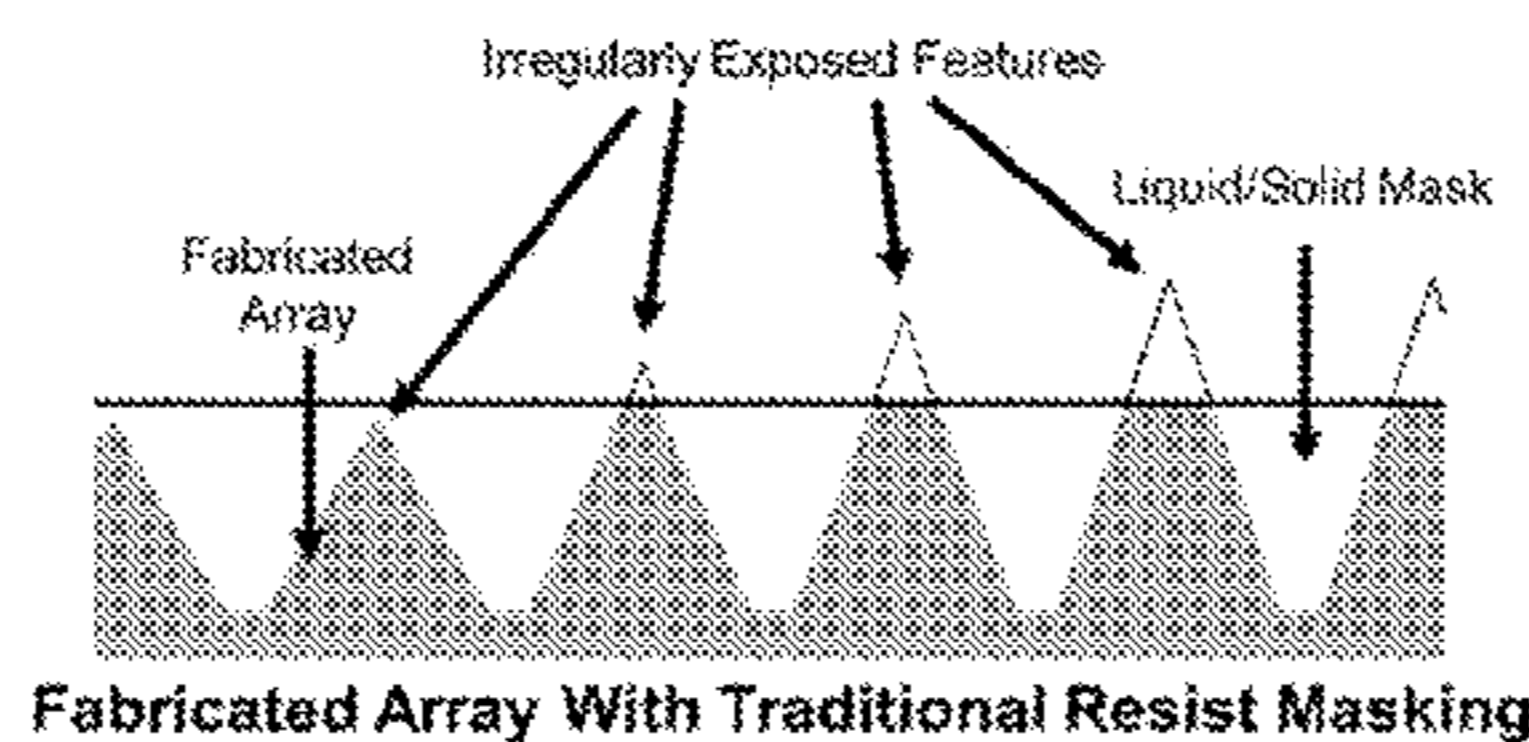 Irregularly Exposed Features
Liquid/Solid Mask
Fabricated
Array
Fabricated Array With Traditional Resist Masking